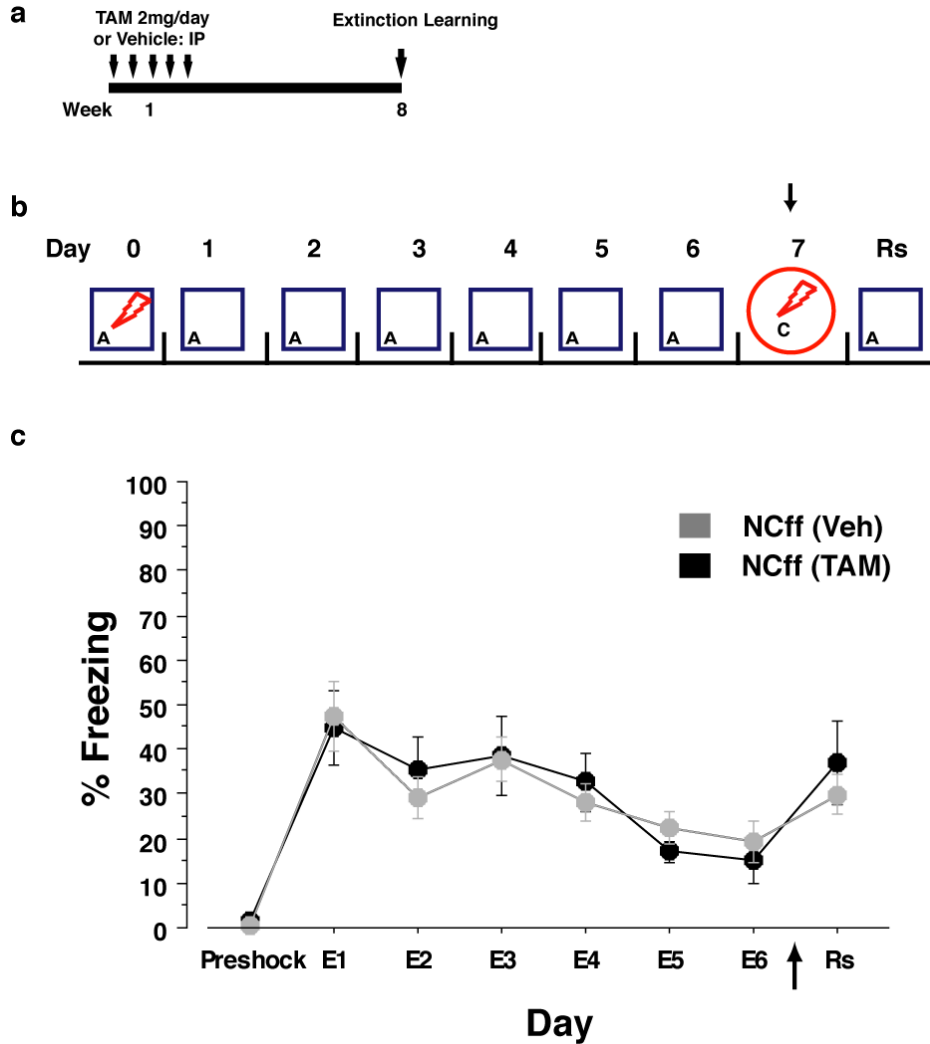 a
TAM 2mg/day
or Vehicle: IP
Extinction Learning
Week 1 8
b
Day 0 1 2 3 4 5 6 7 Rs
A A A A A A A C A
c
% Freezing
100
90
80
70
60
50
40
30
20
10
0
NCff (Veh)
NCff (TAM)
Preshock E1 E2 E3 E4 E5 E6 Rs
Day